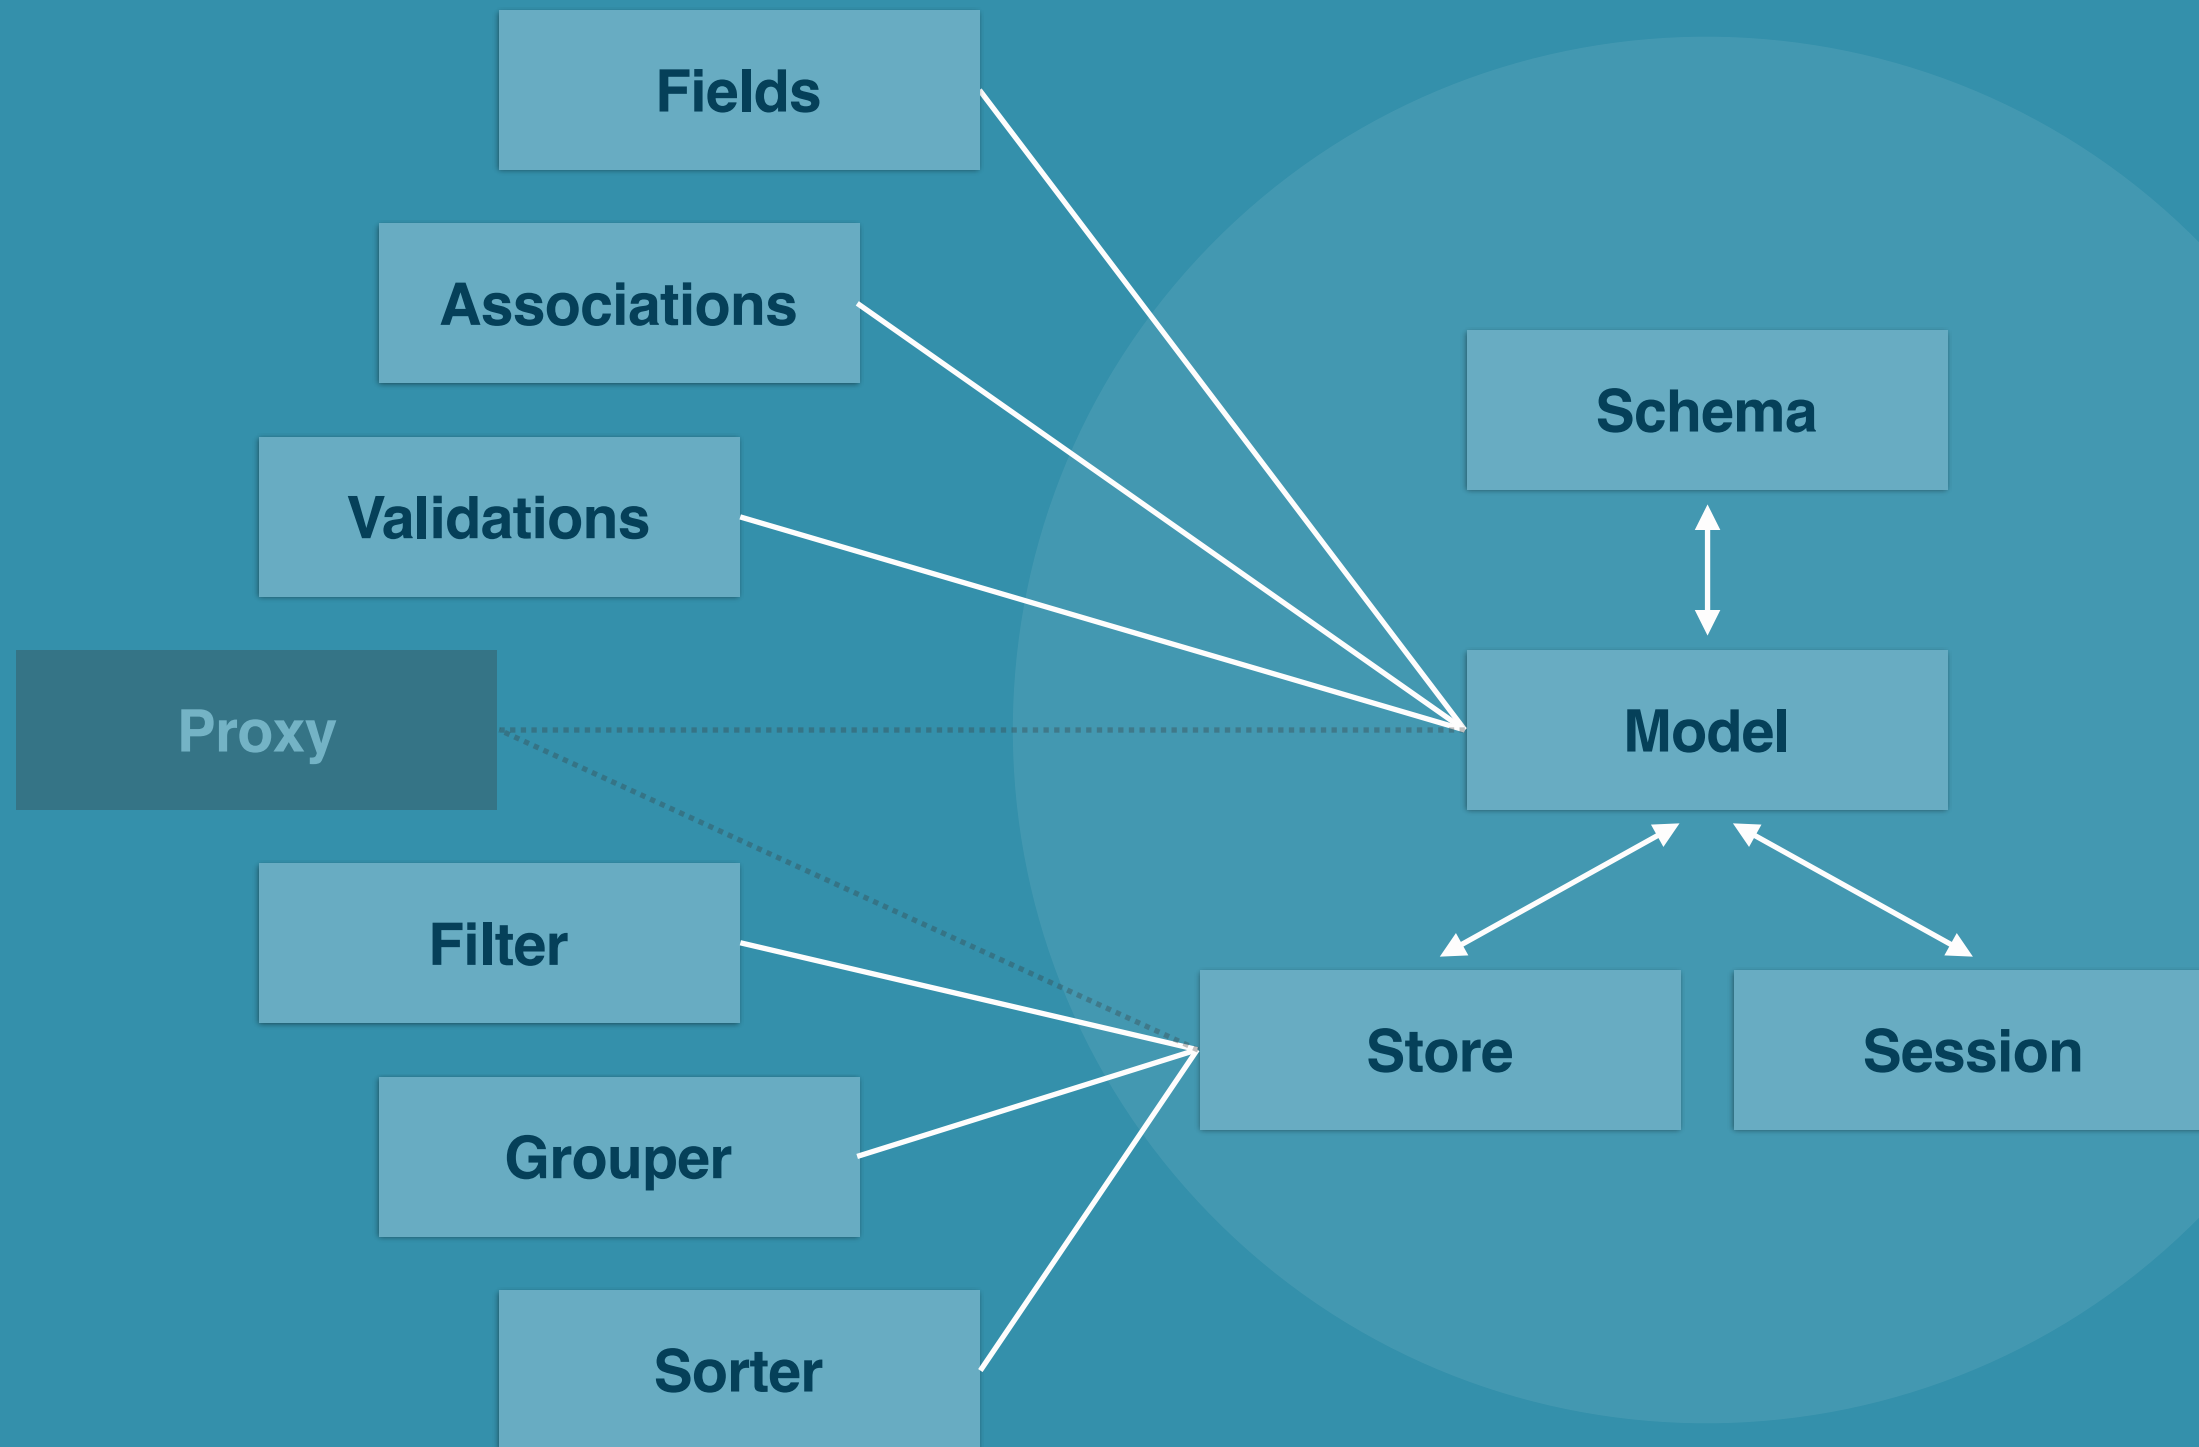 Fields
Associations
Schema
Validations
Proxy
Model
Filter
Store
Session
Grouper
Sorter